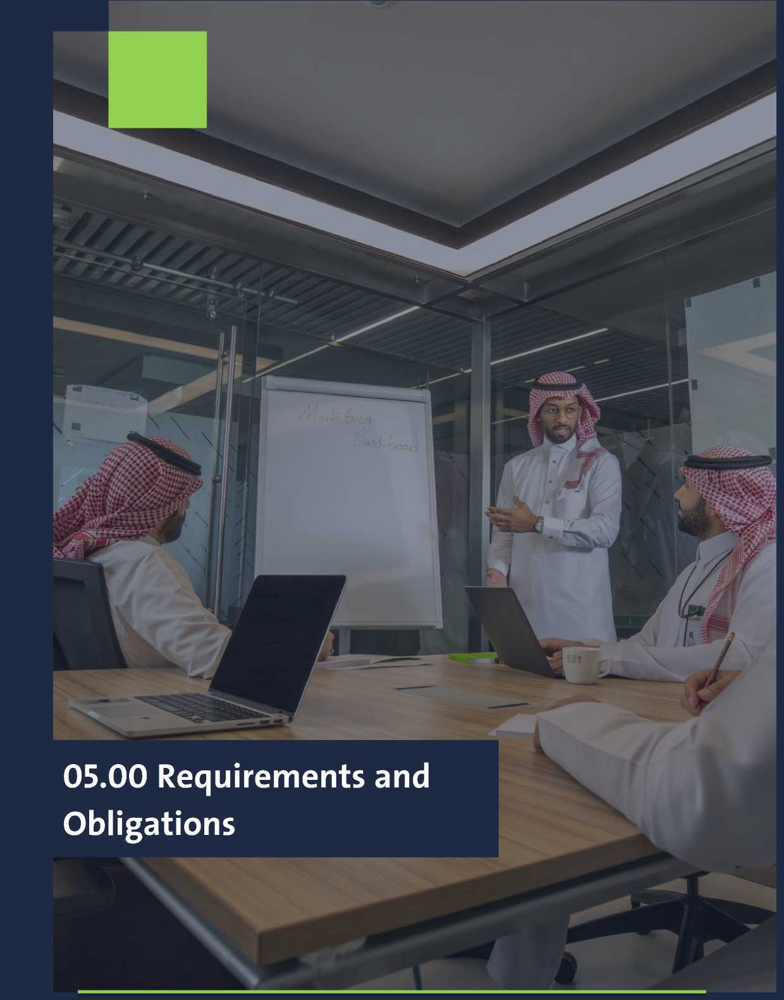 Marketing
Dashboard
05.00 Requirements and
Obligations